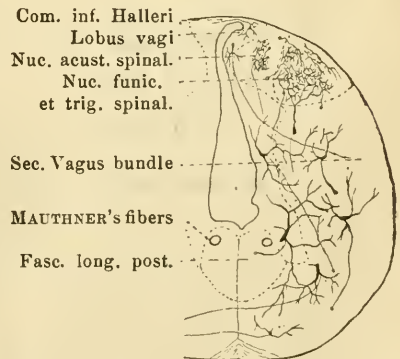 Com. inf. Halleri
Lobus vagi
Nuc. acust. spinal.
Nuc. funic.
et trig. spinal.
Sec. Vagus bundle
MAUTHNER's fibers
Fasc. long. post.